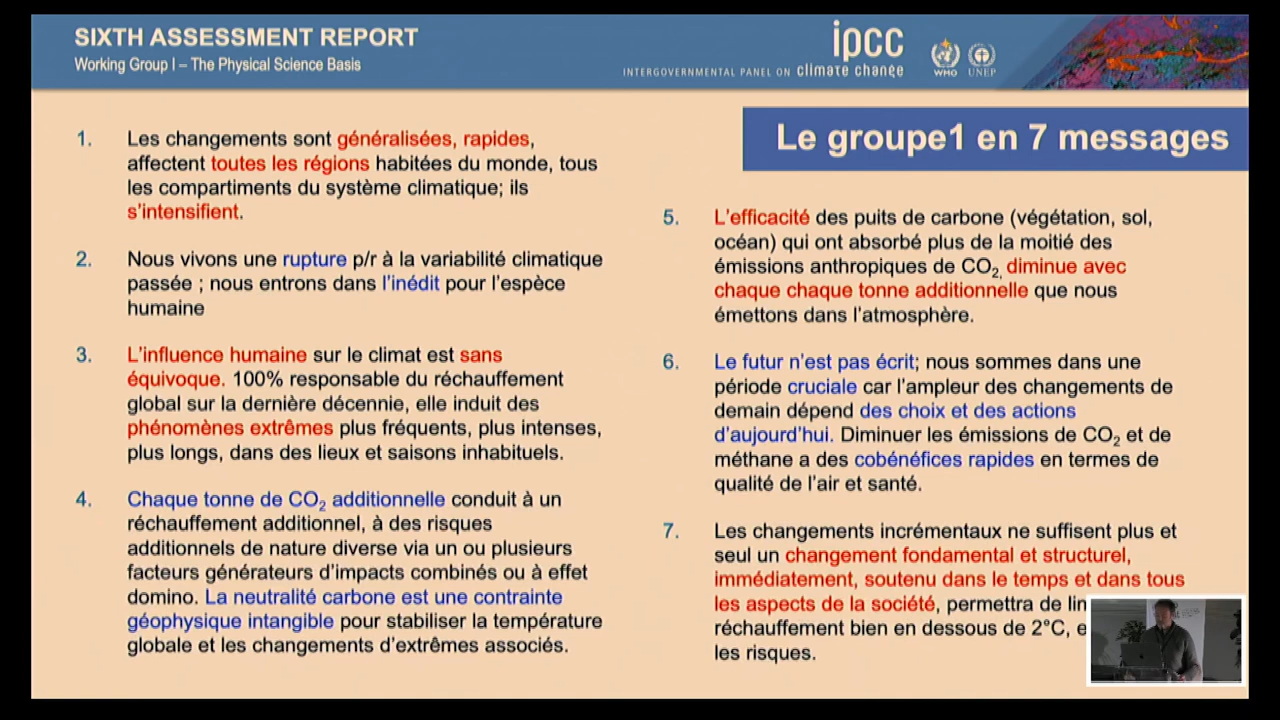 SIXTH ASSESSMENT REPORT
Working Group I – The Physical Science Basis
ipcc
INTERGOVERNMENTAL PANEL ON climate change
WMO
UNEP
Le groupe1 en 7 messages
1. Les changements sont généralisées, rapides,
affectent toutes les régions habitées du monde, tous
les compartiments du système climatique; ils
s’intensifient.
2. Nous vivons une rupture p/r à la variabilité climatique
passée ; nous entrons dans l’inédit pour l’espèce
humaine
3. L’influence humaine sur le climat est sans
équivoque. 100% responsable du réchauffement
global sur la dernière décennie, elle induit des
phénomènes extrêmes plus fréquents, plus intenses,
plus longs, dans des lieux et saisons inhabituels.
4. Chaque tonne de CO₂ additionnelle conduit à un
réchauffement additionnel, à des risques
additionnels de nature diverse via un ou plusieurs
facteurs générateurs d’impacts combinés ou à effet
domino. La neutralité carbone est une contrainte
géophysique intangible pour stabiliser la température
globale et les changements d’extrêmes associés.
5. L’efficacité des puits de carbone (végétation, sol,
océan) qui ont absorbé plus de la moitié des
émissions anthropiques de CO₂, diminue avec
chaque chaque tonne additionnelle que nous
émettons dans l’atmosphère.
6. Le futur n’est pas écrit; nous sommes dans une
période cruciale car l’ampleur des changements de
demain dépend des choix et des actions
d’aujourd’hui. Diminuer les émissions de CO₂ et de
méthane a des cobénéfices rapides en termes de
qualité de l’air et santé.
7. Les changements incrémentaux ne suffisent plus et
seul un changement fondamental et structurel,
immédiatement, soutenu dans le temps et dans tous
les aspects de la société, permettra de
réchauffement bien en dessous de 2°C,
les risques.